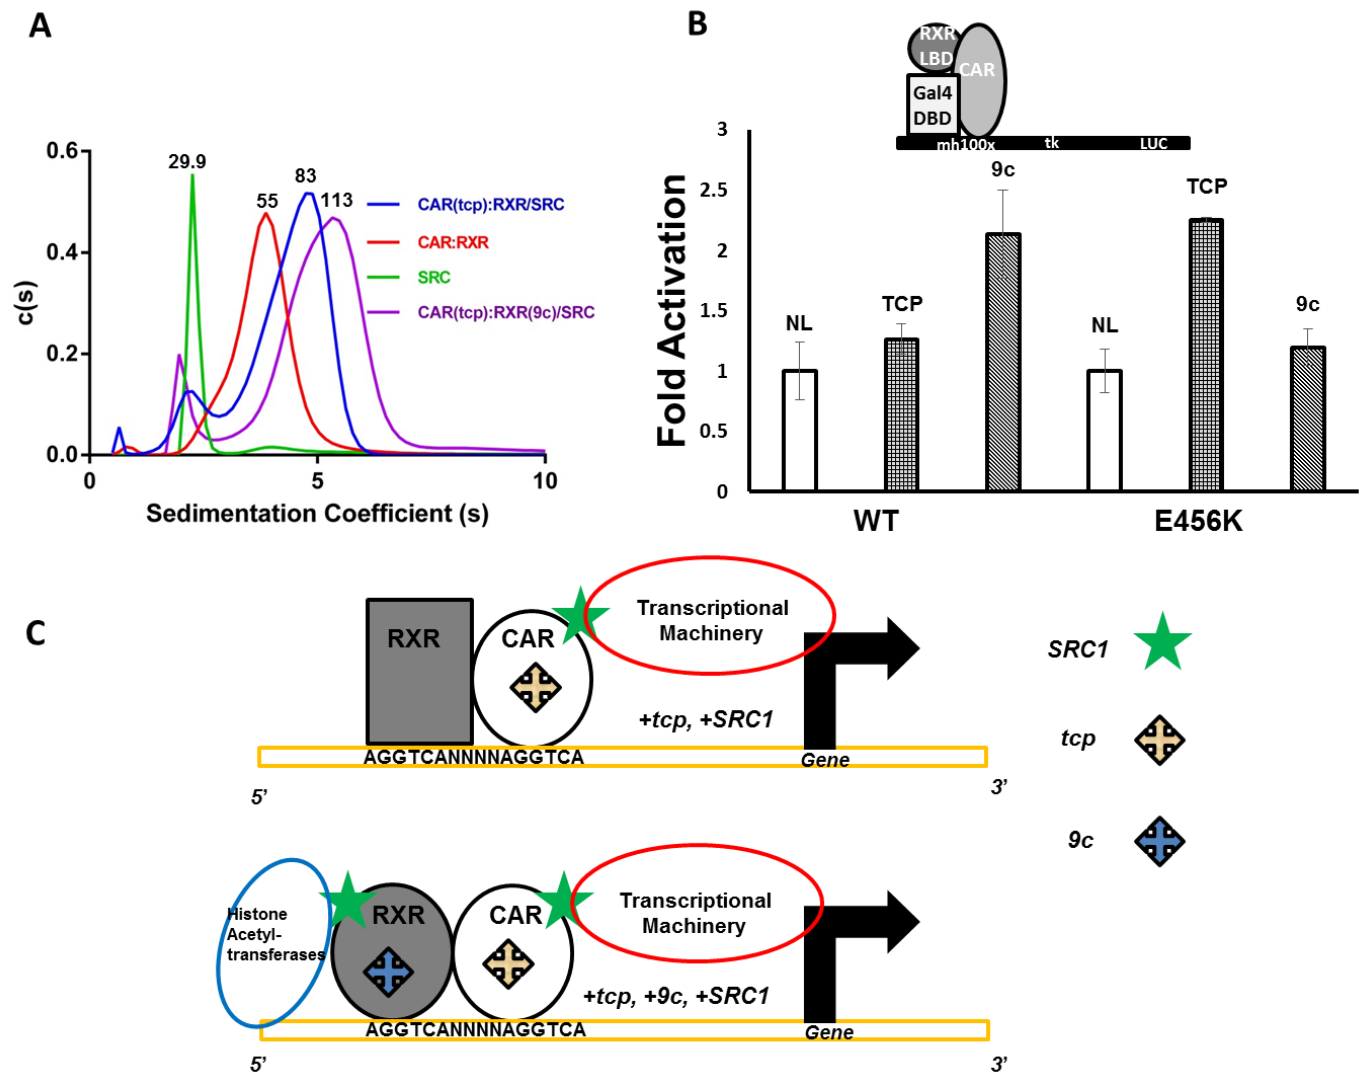 A
0.6
0.4
0.2
0.0
c(s)
29.9
55
83
113
CAR(tcp):RXR/SRC
CAR:RXR
SRC
CAR(tcp):RXR(9c)/SRC
0
5
10
Sedimentation Coefficient (s)
B
RXR
LBD
CAR
Gal4
DBD
mh100x
tk
LUC
Fold Activation
3
2.5
2
1.5
1
0.5
0
NL
TCP
9c
NL
TCP
9c
WT
E456K
C
RXR
CAR
Transcriptional
Machinery
+tcp, +SRC1
AGGTCANNNNAGGTCA
Gene
5’
3’
SRC1
tcp
9c
Histone
Acetyl-
transferases
RXR
CAR
Transcriptional
Machinery
+tcp, +9c, +SRC1
AGGTCANNNNAGGTCA
Gene
5’
3’